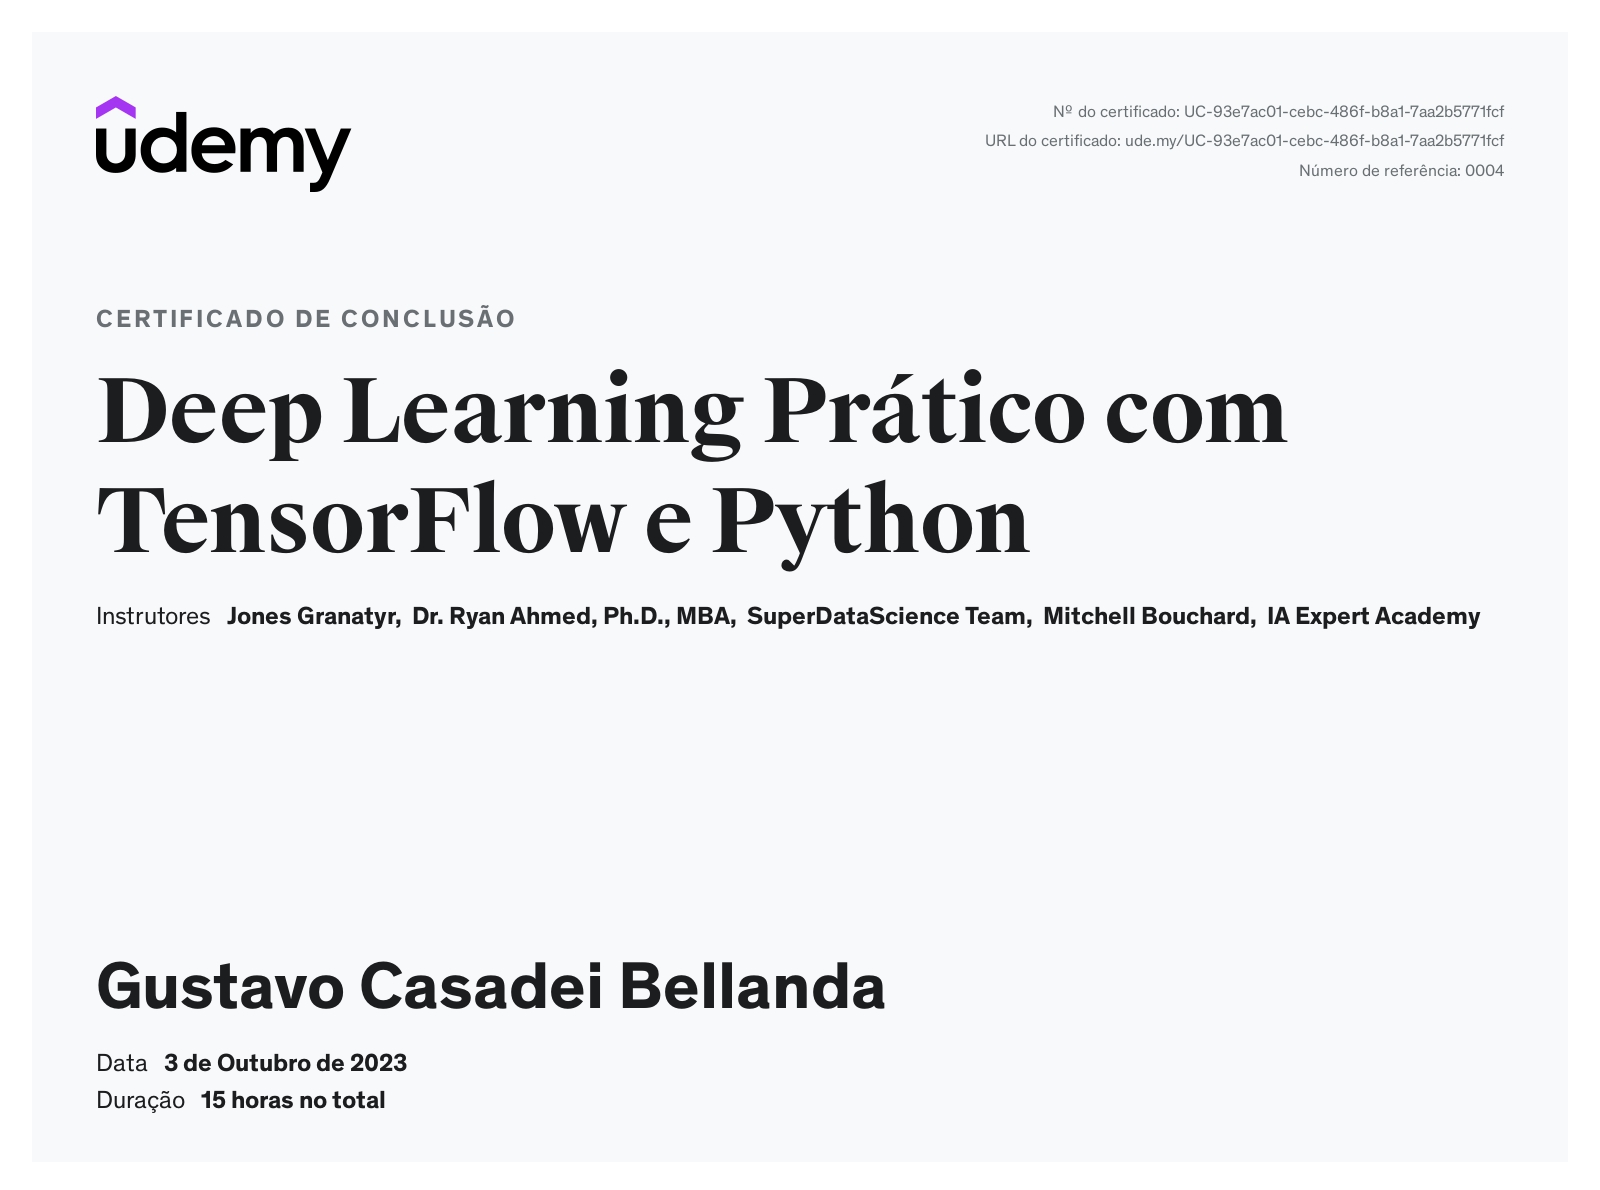 udemy
Nº do certificado: UC-93e7ac01-cebc-486f-b8a1-7aa2b5771fcf
URL do certificado: ude.my/UC-93e7ac01-cebc-486f-b8a1-7aa2b5771fcf
Número de referência: 0004
CERTIFICADO DE CONCLUSÃO
Deep Learning Prático com
TensorFlow e Python
Instrutores Jones Granatyr, Dr. Ryan Ahmed, Ph.D., MBA, SuperDataScience Team, Mitchell Bouchard, IA Expert Academy
Gustavo Casadei Bellanda
Data 3 de Outubro de 2023
Duração 15 horas no total